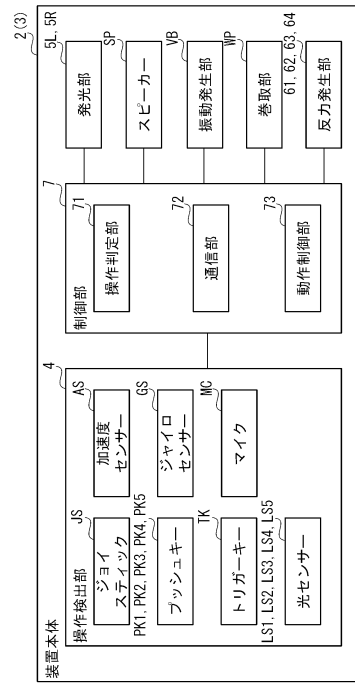 2 (3)
装置本体
4
操作検出部
JS
ジョイ
スティック
AS
加速度
センサー
PK1, PK2, PK3, PK4, PK5
プッシュキー
GS
ジャイロ
センサー
TK
トリガーキー
MC
マイク
LS1, LS2, LS3, LS4, LS5
光センサー
7
制御部
71
操作判定部
72
通信部
73
動作制御部
5L, 5R
発光部
SP
スピーカー
VB
振動発生部
WP
巻取部
61, 62, 63, 64
反力発生部